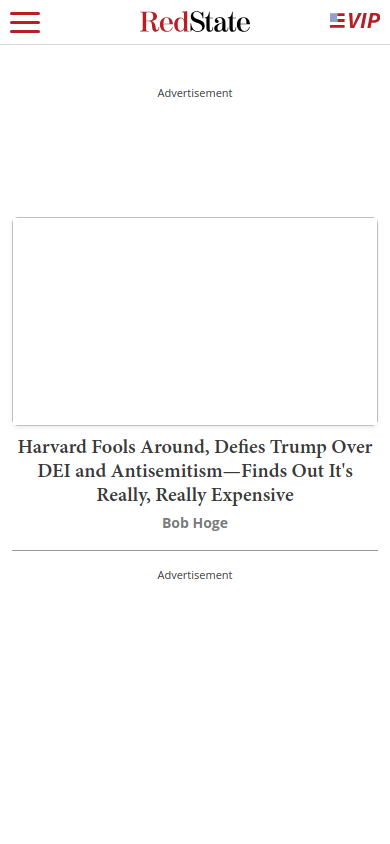 RedState
VIP
Advertisement
Harvard Fools Around, Defies Trump Over
DEI and Antisemitism—Finds Out It's
Really, Really Expensive
Bob Hoge
Advertisement